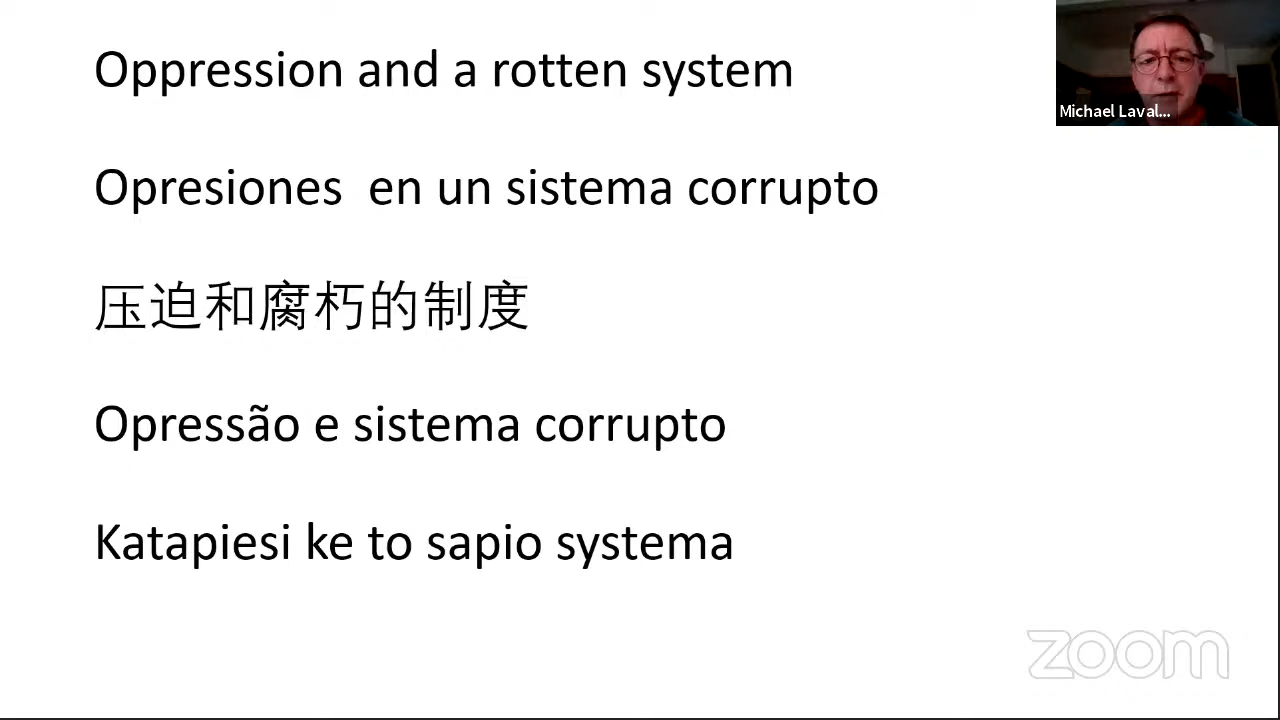 Oppression and a rotten system
Michael Laval...
Opresiones  en un sistema corrupto
压迫和腐朽的制度
Opressão e sistema corrupto
Katapiesi ke to sapio systema
zoom